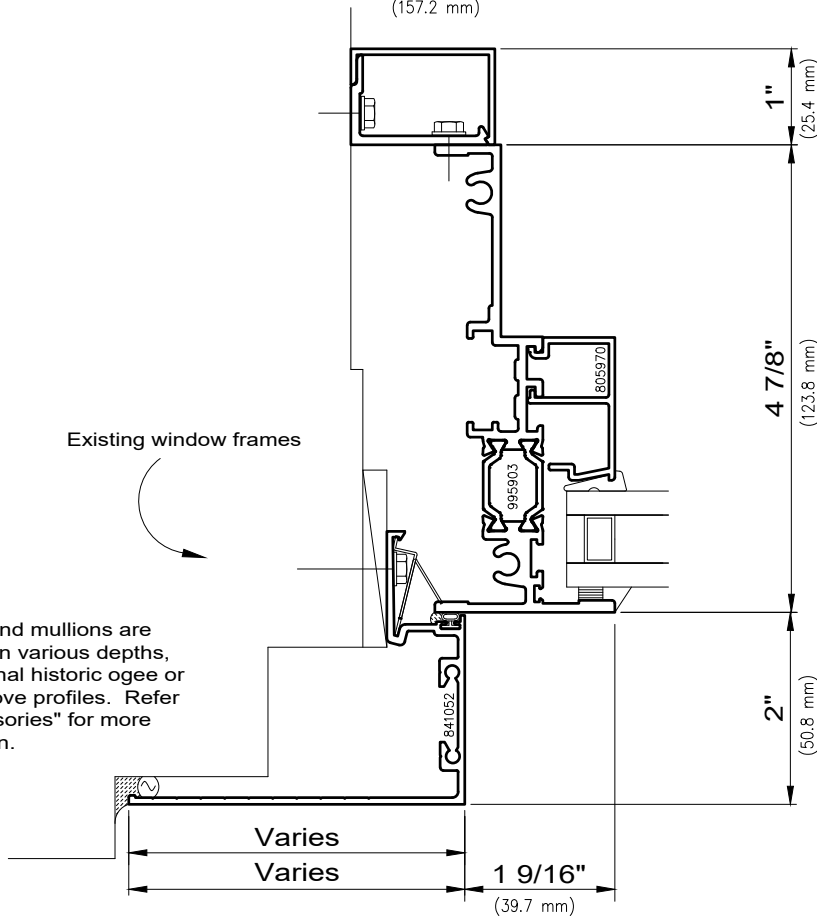 (157.2 mm)
1"
(25.4 mm)
4 7/8"
(123.8 mm)
805970
Existing window frames
995903
nd mullions are
n various depths,
nal historic ogee or
ove profiles. Refer
sories" for more
n.
841052
2"
(50.8 mm)
Varies
Varies
1 9/16"
(39.7 mm)